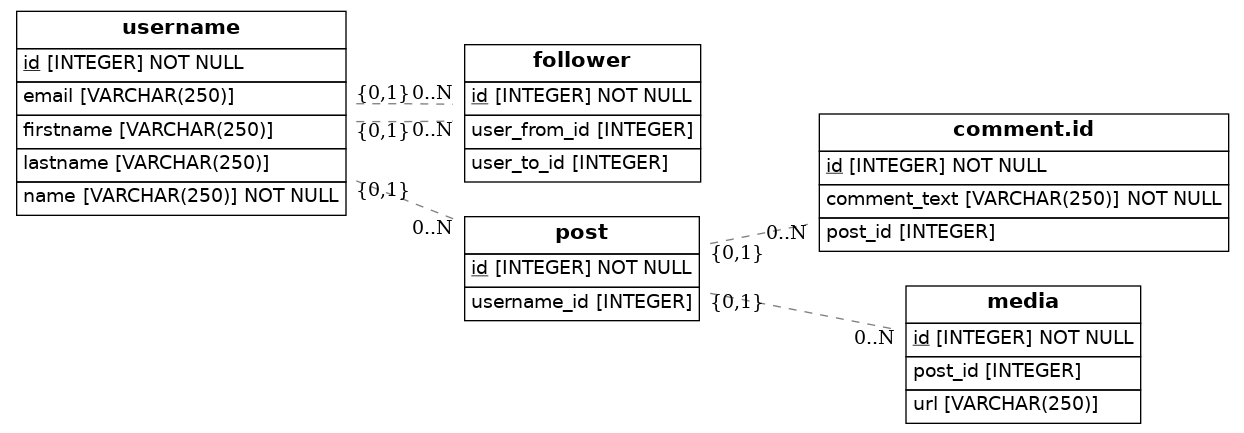 username
id [INTEGER] NOT NULL
email [VARCHAR(250)]
firstname [VARCHAR(250)]
lastname [VARCHAR(250)]
name [VARCHAR(250)] NOT NULL
{0,1} 0..N
{0,1} 0..N
{0,1}
0..N
follower
id [INTEGER] NOT NULL
user_from_id [INTEGER]
user_to_id [INTEGER]
post
id [INTEGER] NOT NULL
username_id [INTEGER]
0..N
{0,1}
{0,1}
0..N
comment.id
id [INTEGER] NOT NULL
comment_text [VARCHAR(250)] NOT NULL
post_id [INTEGER]
media
id [INTEGER] NOT NULL
post_id [INTEGER]
url [VARCHAR(250)]